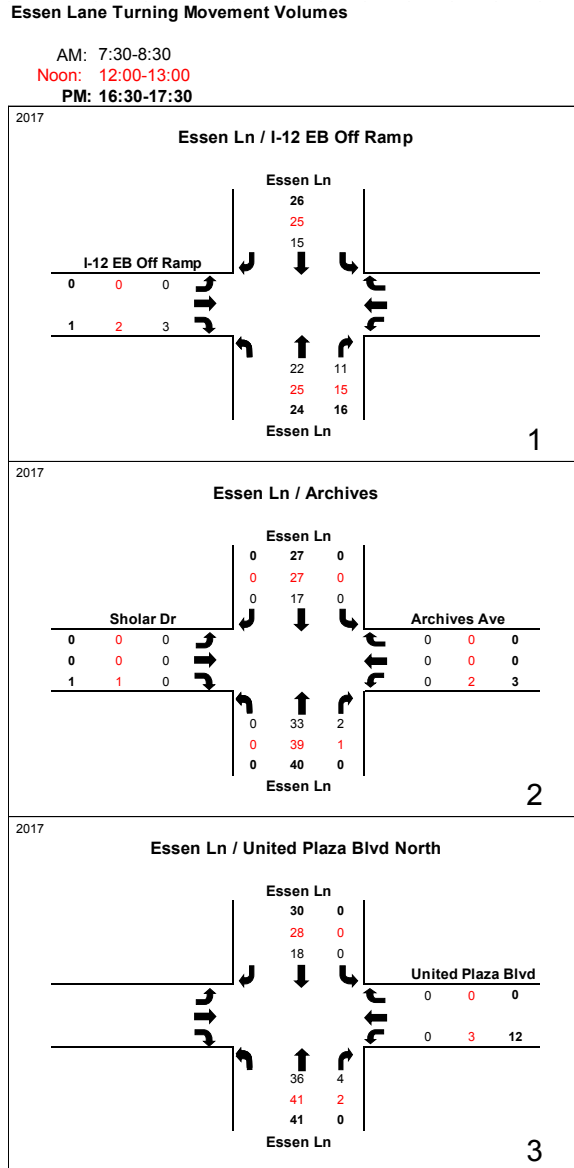 Essen Lane Turning Movement Volumes
AM: 7:30-8:30
Noon: 12:00-13:00
PM: 16:30-17:30
2017
Essen Ln / I-12 EB Off Ramp
Essen Ln
26
25
15
I-12 EB Off Ramp
0 0 0
1 2 3
22 11
25 15
24 16
Essen Ln
1
2017
Essen Ln / Archives
Essen Ln
0 27 0
0 27 0
0 17 0
Sholar Dr Archives Ave
0 0 0 0 0 0
0 0 0 0 0 0
1 1 0 0 2 3
0 33 2
0 39 1
0 40 0
Essen Ln
2
2017
Essen Ln / United Plaza Blvd North
Essen Ln
30 0
28 0
18 0
United Plaza Blvd
0 0 0
0 3 12
36 4
41 2
41 0
Essen Ln
3